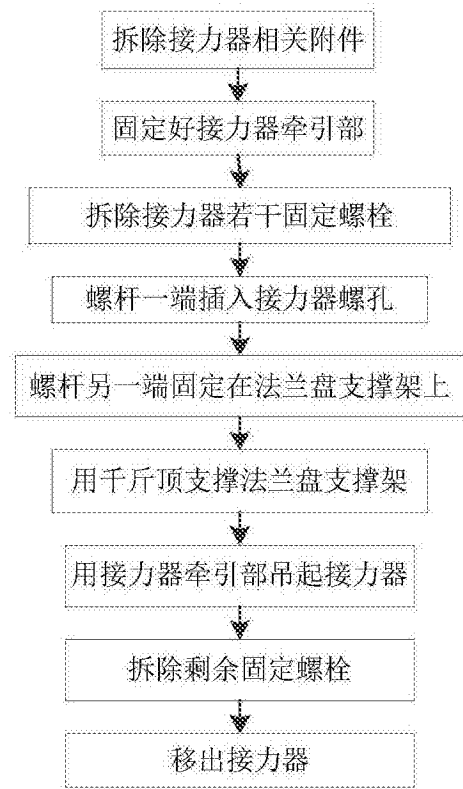 拆除接力器相关附件
固定好接力器牵引部
拆除接力器若干固定螺栓
螺杆一端插入接力器螺孔
螺杆另一端固定在法兰盘支撑架上
用千斤顶支撑法兰盘支撑架
用接力器牵引部吊起接力器
拆除剩余固定螺栓
移出接力器